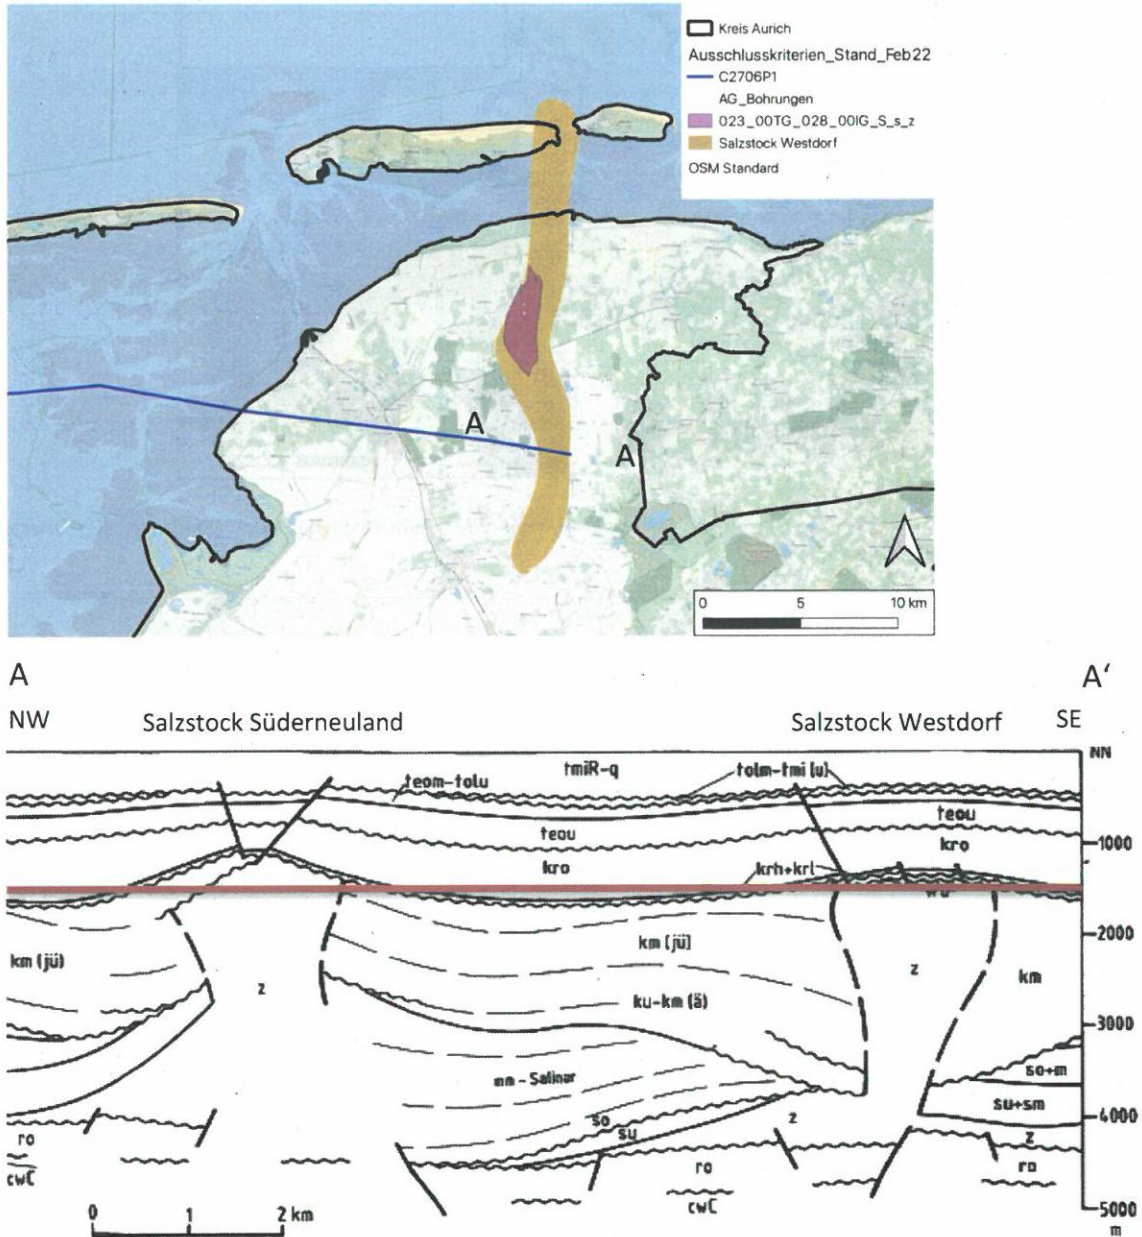 Kreis Aurich
Ausschlusskriterien_Stand_Feb22
C2706P1
AG_Bohrungen
023_00TG_028_00IG_S_s_z
Salzstock Westdorf
OSM Standard
A
A
0 5 10 km
A A‘
NW Salzstock Süderneuland Salzstock Westdorf SE
NN
tmiR-q
tolm-tmi (u)
teom-tolu
teou
teou
kro
kro
1000
krh+krl
km (jü)
2000
km (jü)
z
z
km
ku-km (ä)
3000
mm-Salinar
so+m
su+sm
so
su
z
4000
z
ro
cwC
ro
cwC
ro
5000
m
0 1 2 km